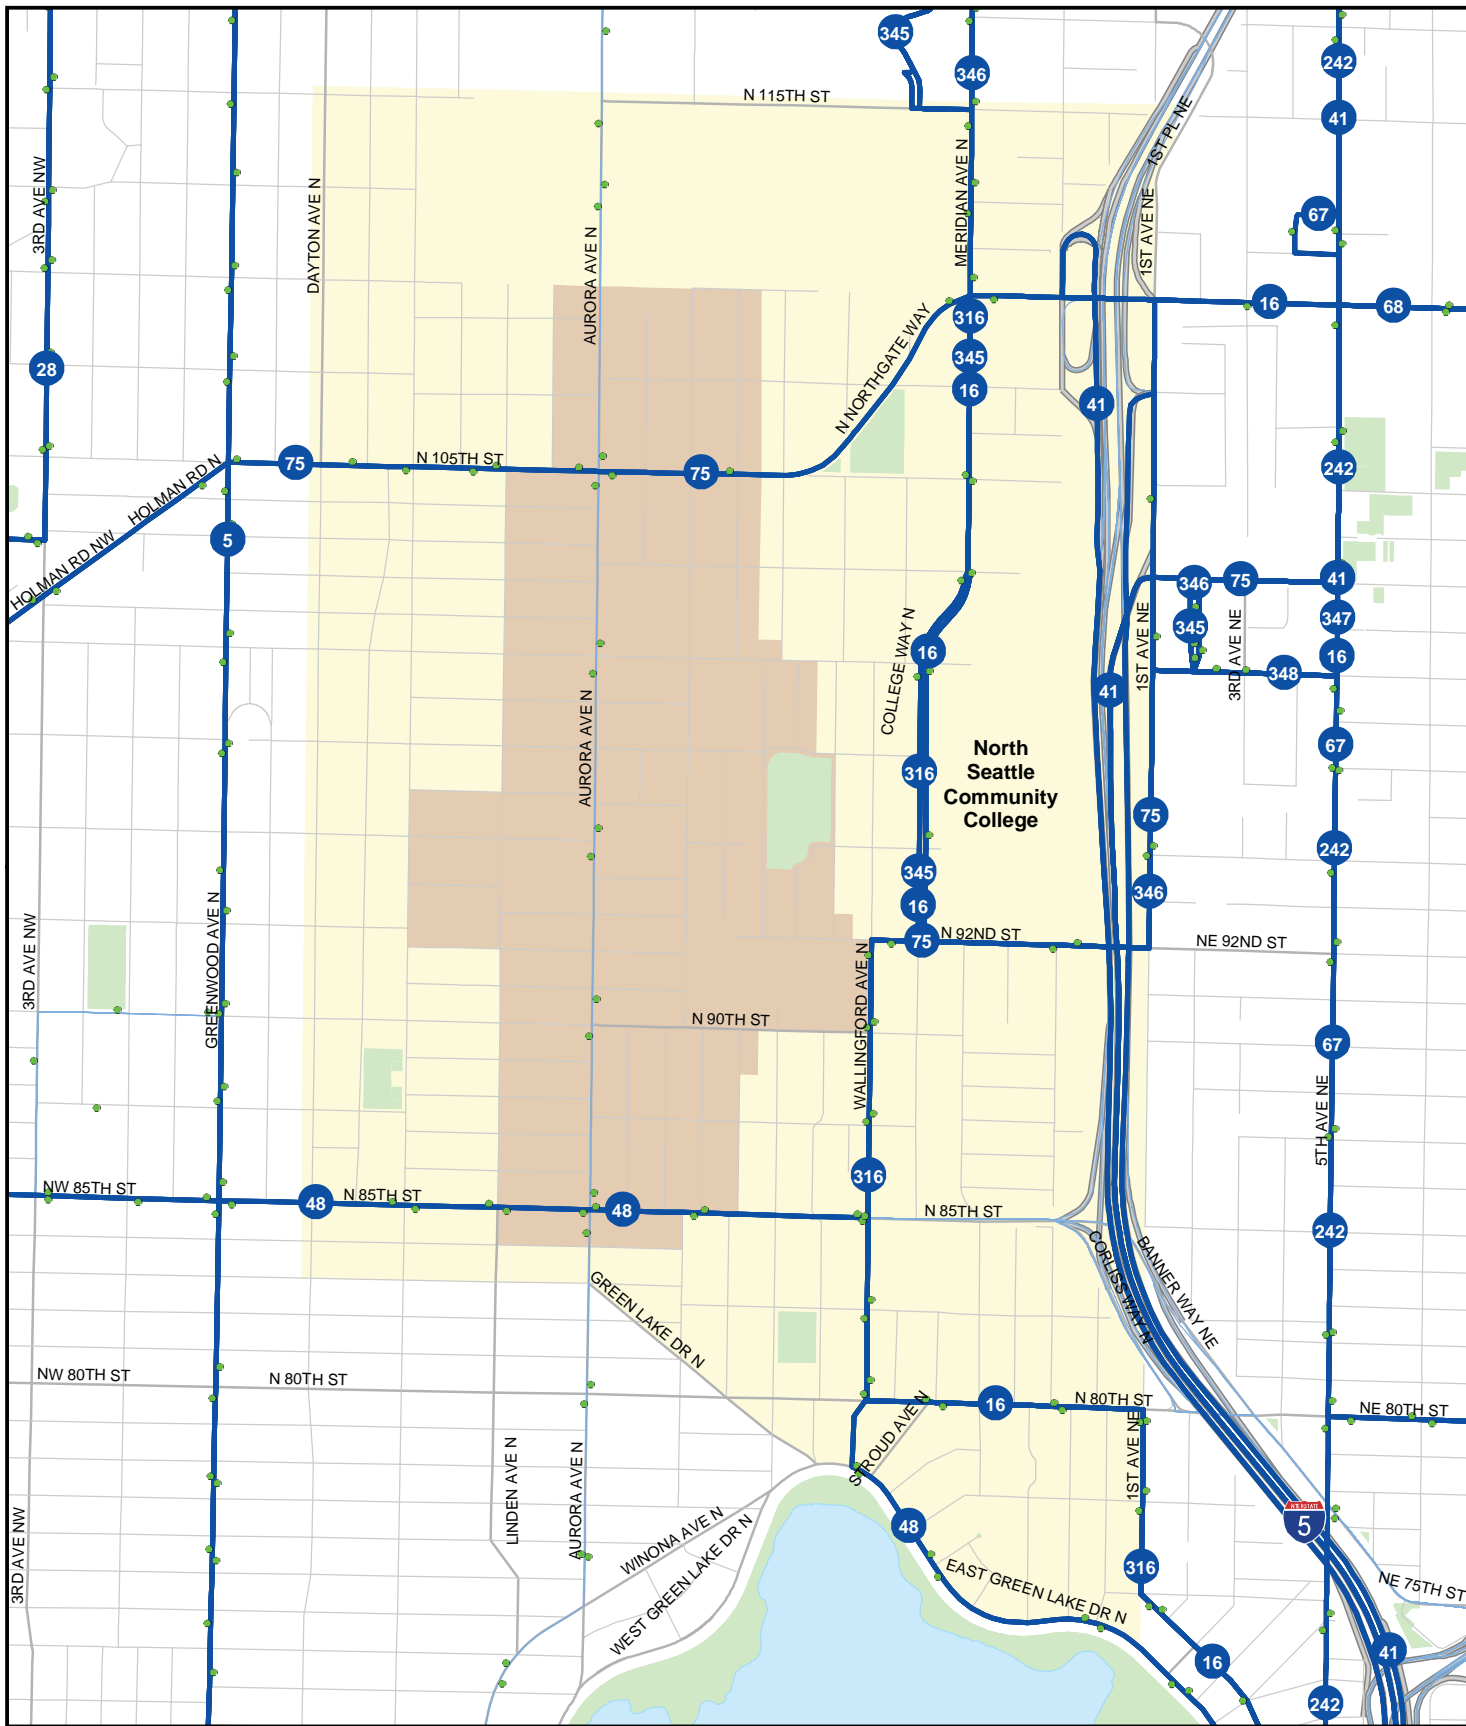 345
346
242
N 115TH ST
41
1ST PL NE
3RD AVE NW
DAYTON AVE N
MERIDIAN AVE N
1ST AVE NE
67
AURORA AVE N
16
68
316
N NORTHGATE WAY
345
28
16
41
N 105TH ST
75
75
242
HOLMAN RD N
5
HOLMAN RD NW
346
75
41
347
345
1ST AVE NE
3RD AVE NE
COLLEGE WAY N
16
16
348
41
AURORA AVE N
67
North
Seattle
Community
College
316
75
242
345
346
16
3RD AVE NW
GREENWOOD AVE N
75
N 92ND ST
NE 92ND ST
WALLINGFORD AVE N
N 90TH ST
67
5TH AVE NE
316
NW 85TH ST
48
N 85TH ST
48
N 85TH ST
242
CORLISS WAY N
BANNER WAY NE
GREEN LAKE DR N
NW 80TH ST
N 80TH ST
16
N 80TH ST
NE 80TH ST
STROUD AVE N
1ST AVE NE
LINDEN AVE N
AURORA AVE N
3RD AVE NW
WINONA AVE N
WEST GREEN LAKE DR N
48
INTERSTATE
5
316
EAST GREEN LAKE DR N
NE 75TH ST
16
41
242